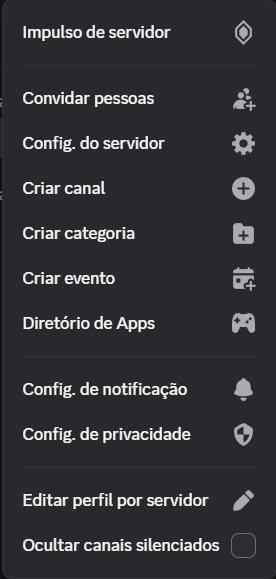 Impulso de servidor
Convidar pessoas
Config. do servidor
Criar canal
Criar categoria
Criar evento
Diretório de Apps
Config. de notificação
Config. de privacidade
Editar perfil por servidor
Ocultar canais silenciados